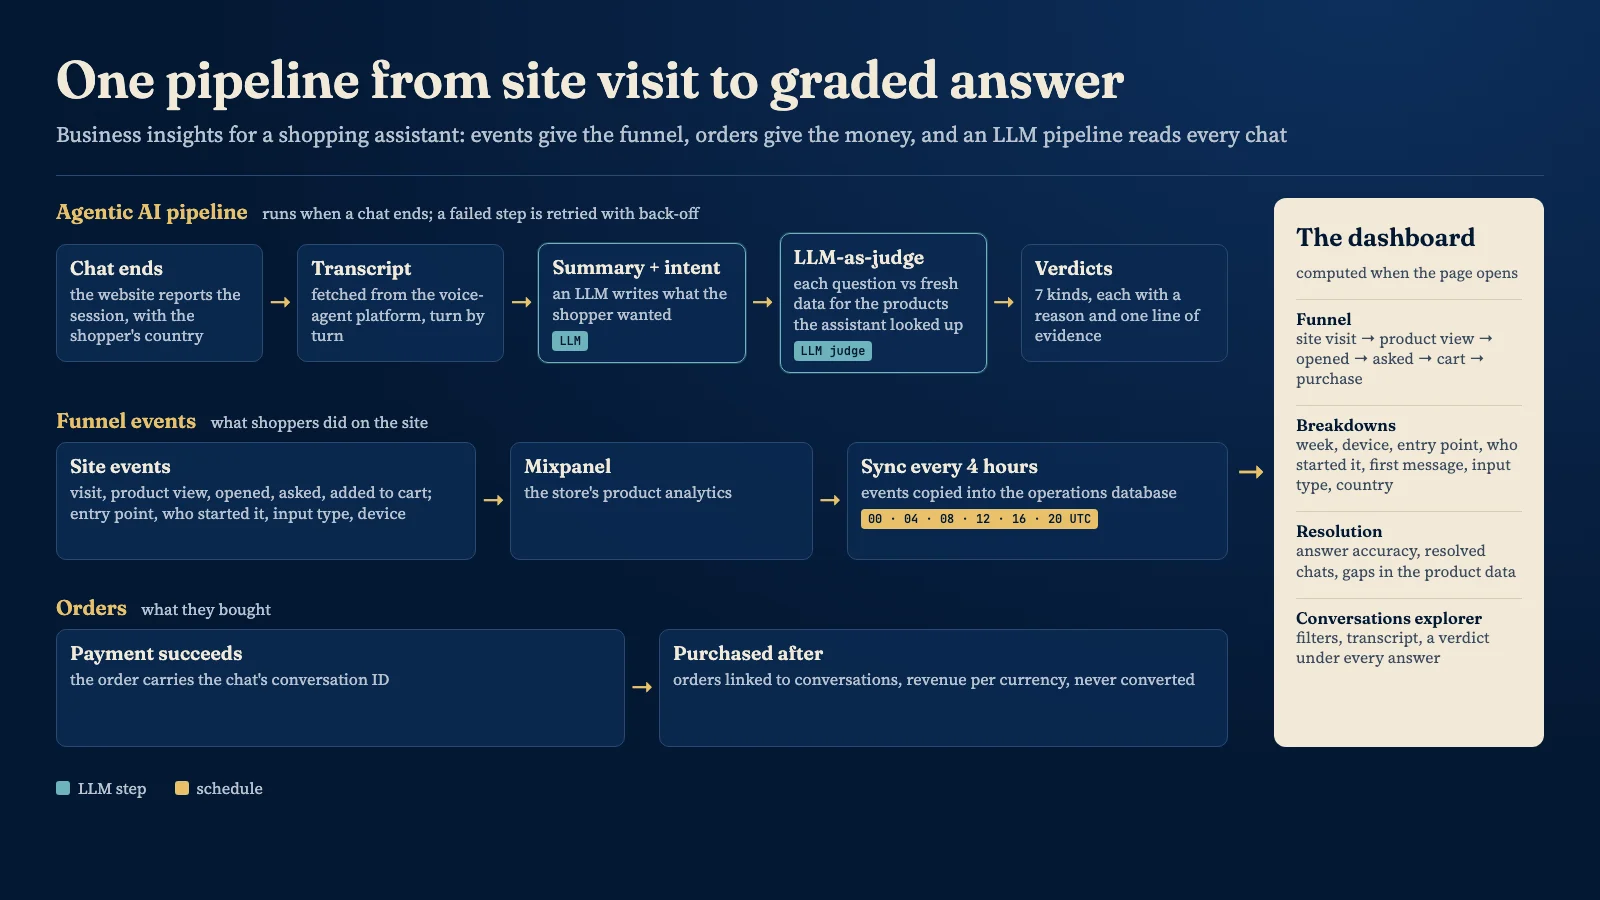 One pipeline from site visit to graded answer
Business insights for a shopping assistant: events give the funnel, orders give the money, and an LLM pipeline reads every chat
Agentic AI pipeline runs when a chat ends; a failed step is retried with back-off
Chat ends
the website reports the
session, with the
shopper's country
→
Transcript
fetched from the voice-
agent platform, turn by
turn
→
Summary + intent
an LLM writes what the
shopper wanted
LLM
→
LLM-as-judge
each question vs fresh
data for the products
the assistant looked up
LLM judge
→
Verdicts
7 kinds, each with a
reason and one line of
evidence
Funnel events what shoppers did on the site
Site events
visit, product view, opened, asked, added to cart;
entry point, who started it, input type, device
→
Mixpanel
the store's product analytics
→
Sync every 4 hours
events copied into the operations database
00 · 04 · 08 · 12 · 16 · 20 UTC
Orders what they bought
Payment succeeds
the order carries the chat's conversation ID
→
Purchased after
orders linked to conversations, revenue per currency, never converted
→
The dashboard
computed when the page opens
Funnel
site visit → product view →
opened → asked → cart →
purchase
Breakdowns
week, device, entry point, who
started it, first message, input
type, country
Resolution
answer accuracy, resolved
chats, gaps in the product data
Conversations explorer
filters, transcript, a verdict
under every answer
LLM step
schedule